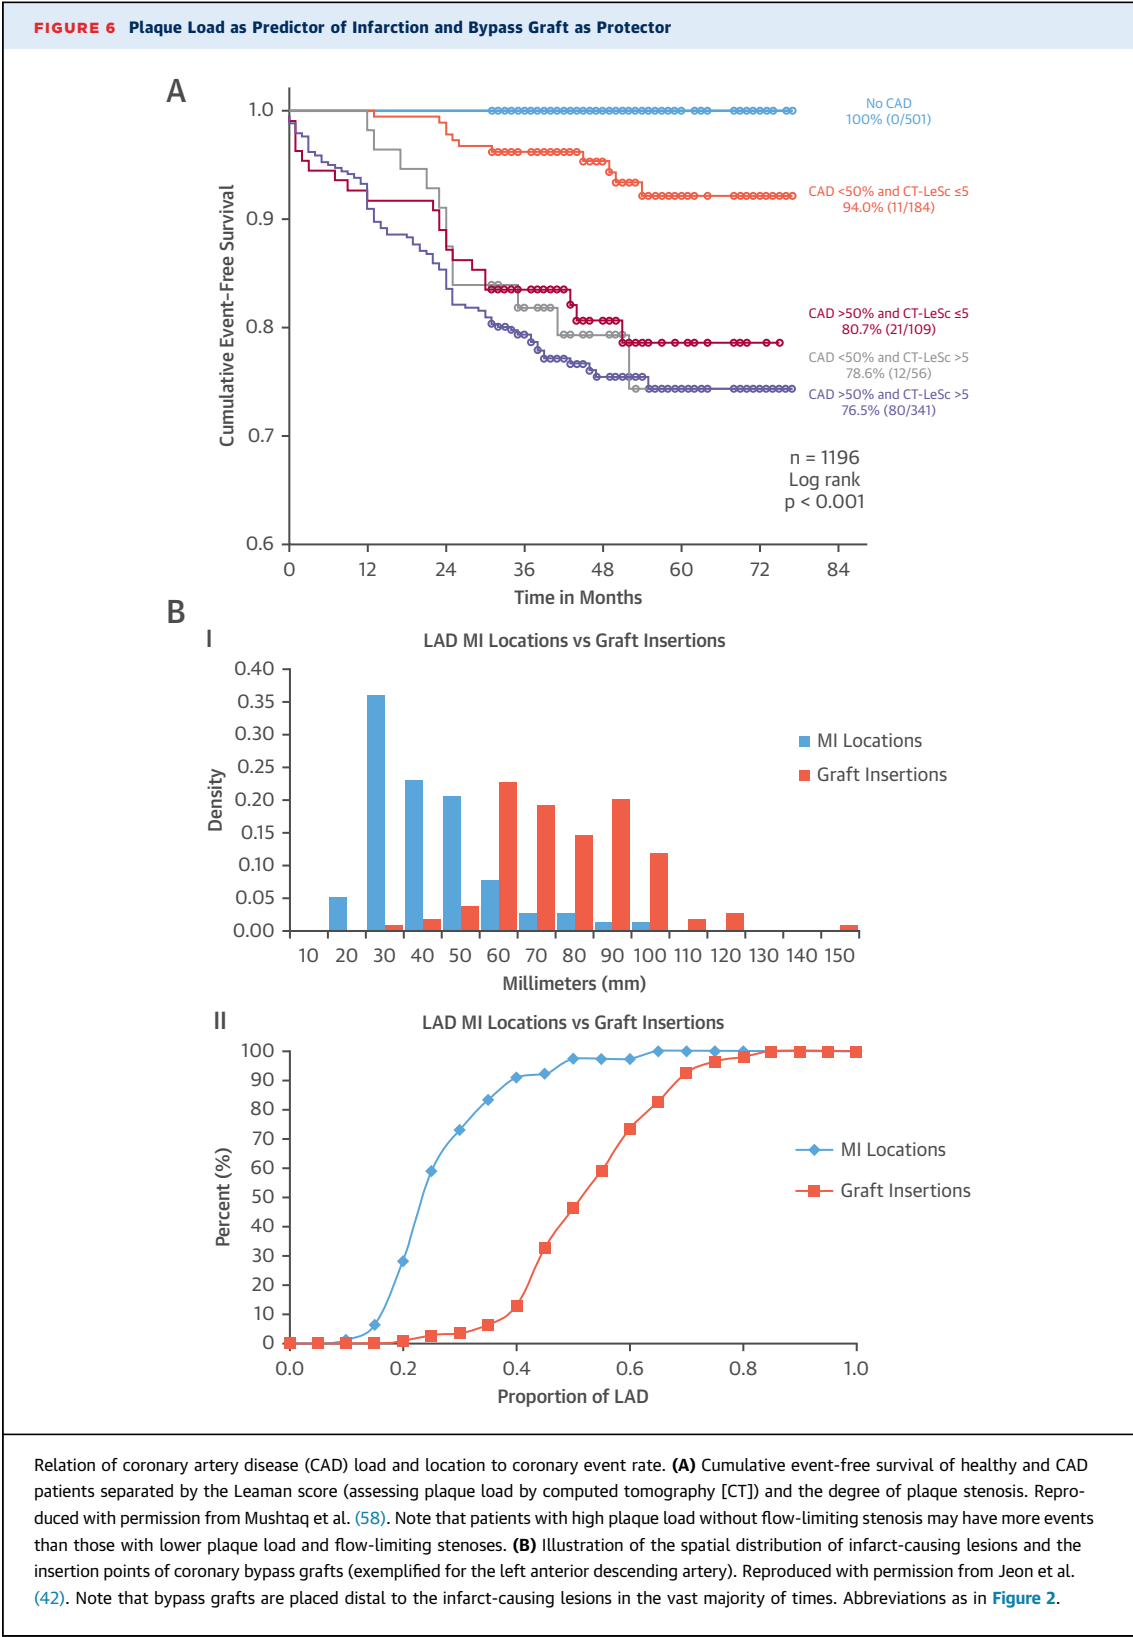 FIGURE 6 Plaque Load as Predictor of Infarction and Bypass Graft as Protector
A
1.0
0.9
0.8
0.7
0.6
Cumulative Event-Free Survival
No CAD
100% (0/501)
CAD <50% and CT-LeSc ≤5
94.0% (11/184)
CAD >50% and CT-LeSc ≤5
80.7% (21/109)
CAD <50% and CT-LeSc >5
78.6% (12/56)
CAD >50% and CT-LeSc >5
76.5% (80/341)
n = 1196
Log rank
p < 0.001
0 12 24 36 48 60 72 84
Time in Months
B
I
LAD MI Locations vs Graft Insertions
0.40
0.35
0.30
0.25
0.20
0.15
0.10
0.05
0.00
Density
MI Locations
Graft Insertions
10 20 30 40 50 60 70 80 90 100 110 120 130 140 150
Millimeters (mm)
II
LAD MI Locations vs Graft Insertions
100
90
80
70
60
50
40
30
20
10
0
Percent (%)
MI Locations
Graft Insertions
0.0 0.2 0.4 0.6 0.8 1.0
Proportion of LAD
Relation of coronary artery disease (CAD) load and location to coronary event rate. (A) Cumulative event-free survival of healthy and CAD
patients separated by the Leaman score (assessing plaque load by computed tomography [CT]) and the degree of plaque stenosis. Repro-
duced with permission from Mushtaq et al. (58). Note that patients with high plaque load without flow-limiting stenosis may have more events
than those with lower plaque load and flow-limiting stenoses. (B) Illustration of the spatial distribution of infarct-causing lesions and the
insertion points of coronary bypass grafts (exemplified for the left anterior descending artery). Reproduced with permission from Jeon et al.
(42). Note that bypass grafts are placed distal to the infarct-causing lesions in the vast majority of times. Abbreviations as in Figure 2.